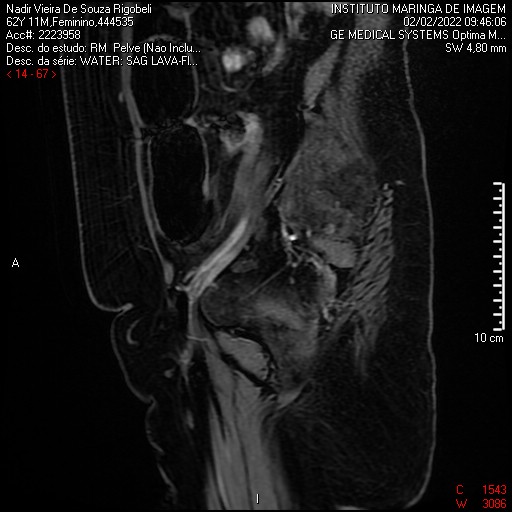 Nadir Vieira De Souza Rigobeli
62Y 11M,Feminino,444535
Acc#: 2223958
Desc. do estudo: RM  Pelve (Nao Inclu...
Desc. da série: WATER: SAG LAVA-Fl...
< 14 - 67 >
INSTITUTO MARINGA DE IMAGEM
02/02/2022 09:46:06
GE MEDICAL SYSTEMS Optima M...
SW 4,80 mm
A
10 cm
I
C 1543
W 3086